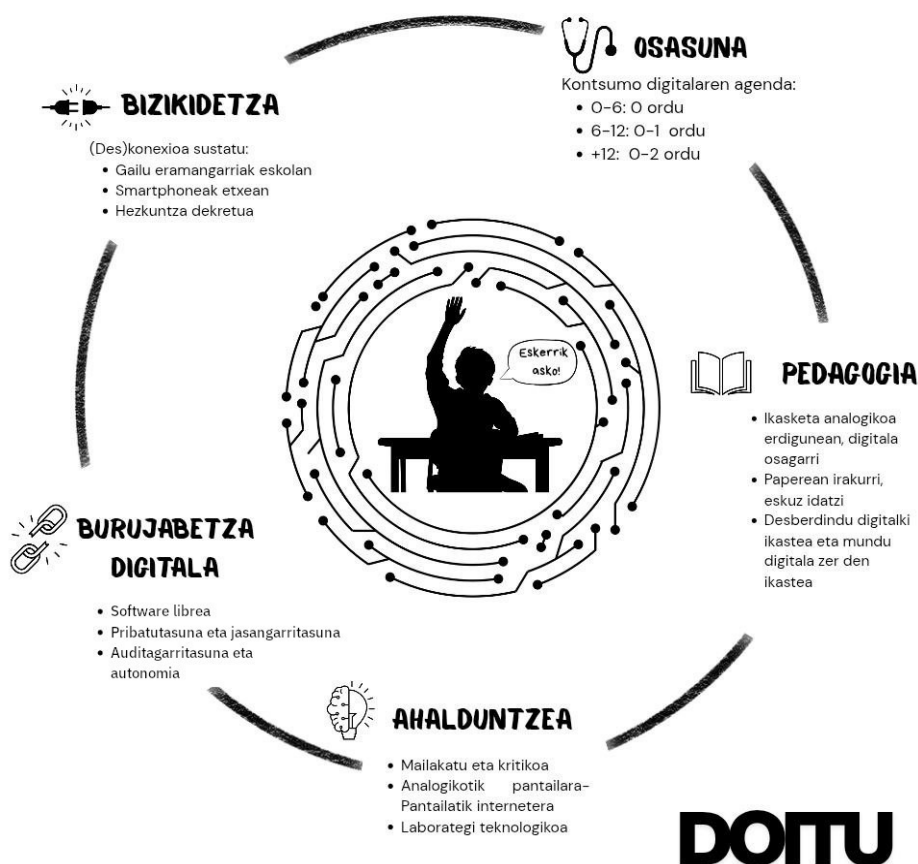 OSASUNA
Kontsumo digitalaren agenda:
• 0-6: 0 ordu
• 6-12: 0-1 ordu
• +12: 0-2 ordu
PEDAGOGIA
• Ikasketa analogikoa
erdigunean, digitala
osagarri
• Paperean irakurri,
eskuz idatzi
• Desberdindu digitalki
ikastea eta mundu
digitala zer den
ikastea
AHALDUNTZEA
• Mailakatu eta kritikoa
• Analogikotik pantailara-
Pantailatik internetera
• Laborategi teknologikoa
BURUJABETZA
DIGITALA
• Software librea
• Pribatutasuna eta jasangarritasuna
• Auditagarritasuna eta
autonomia
BIZIKIDETZA
(Des)konexioa sustatu:
• Gailu eramangarriak eskolan
• Smartphoneak etxean
• Hezkuntza dekretua
Eskerrik
asko!
DOITU